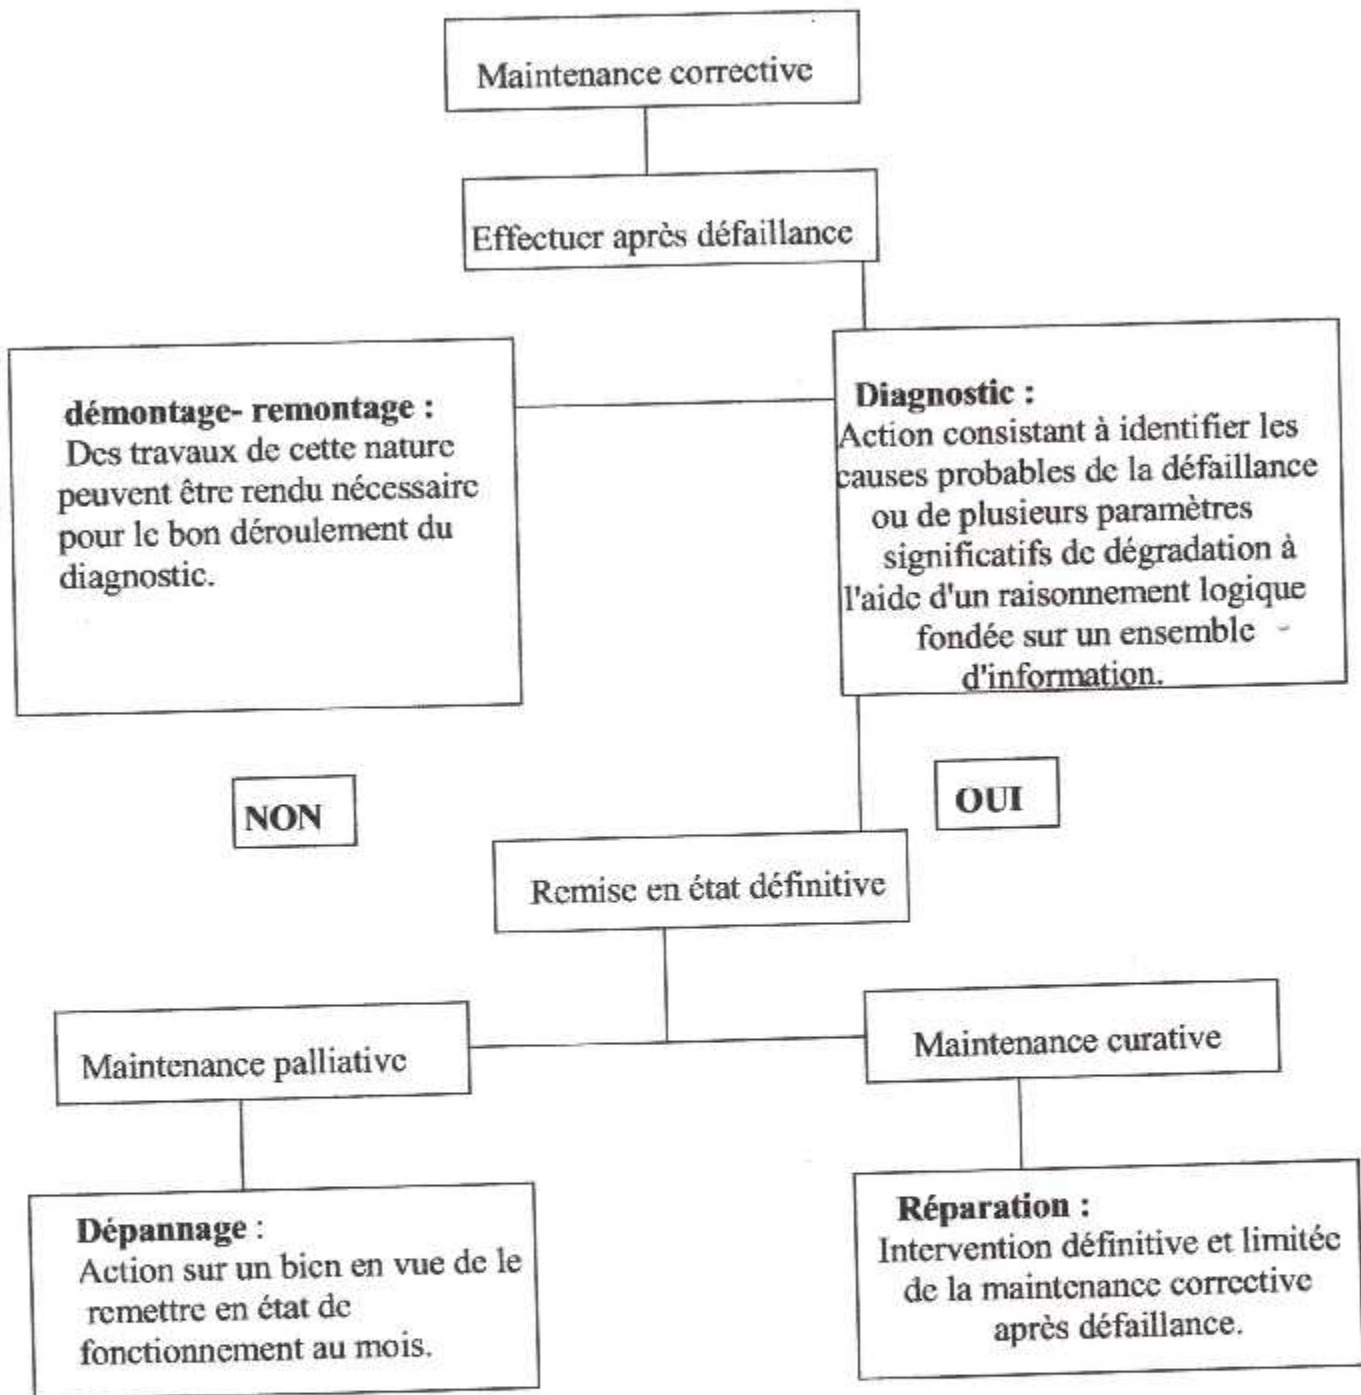 Maintenance corrective
Effectuer après défaillance
démontage- remontage :
Des travaux de cette nature
peuvent être rendu nécessaire
pour le bon déroulement du
diagnostic.
Diagnostic :
Action consistant à identifier les
causes probables de la défaillance
ou de plusieurs paramètres
significatifs de dégradation à
l'aide d'un raisonnement logique
fondée sur un ensemble
d'information.
NON
OUI
Remise en état définitive
Maintenance palliative
Maintenance curative
Dépannage :
Action sur un bien en vue de le
remettre en état de
fonctionnement au mois.
Réparation :
Intervention définitive et limitée
de la maintenance corrective
après défaillance.